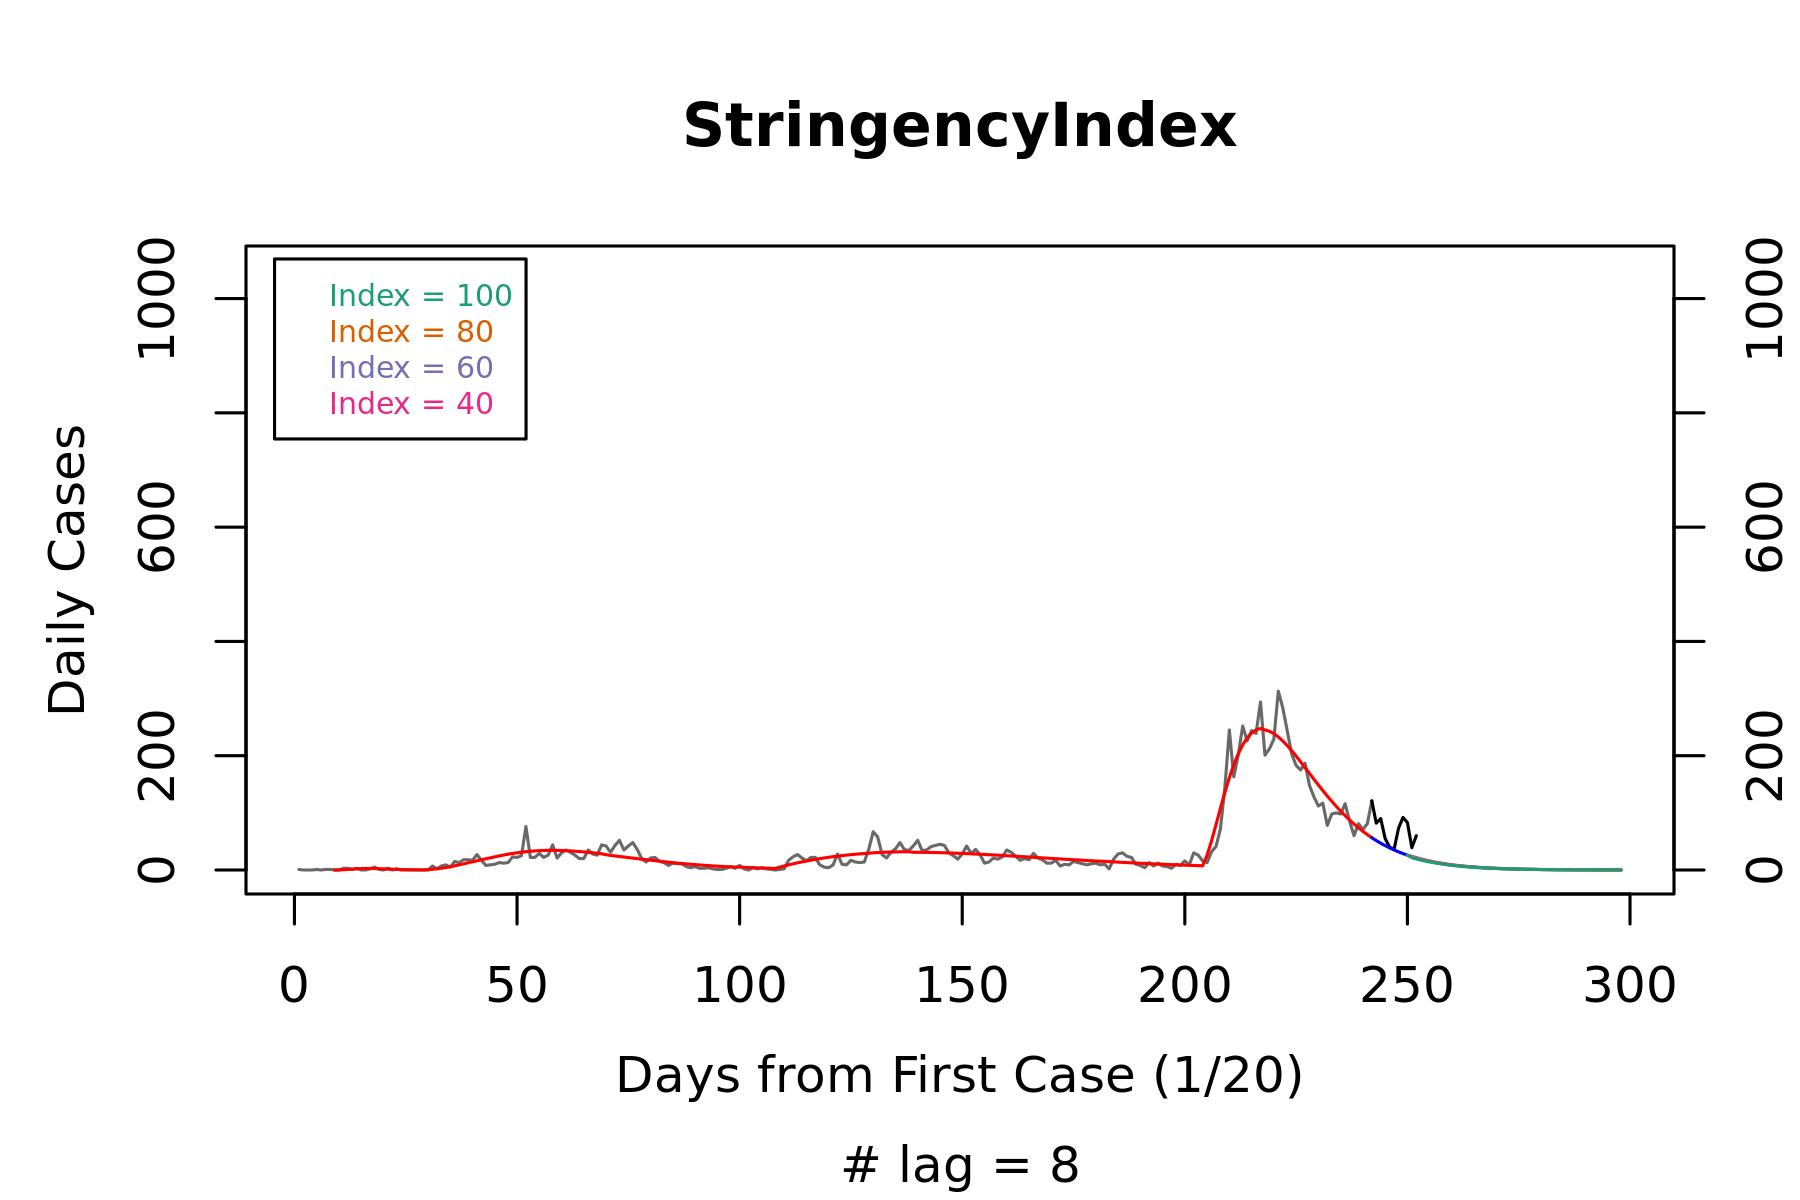 StringencyIndex
Index = 100
Index = 80
Index = 60
Index = 40
Daily Cases
0 200 600 1000
0 200 600 1000
0 50 100 150 200 250 300
Days from First Case (1/20)
# lag = 8